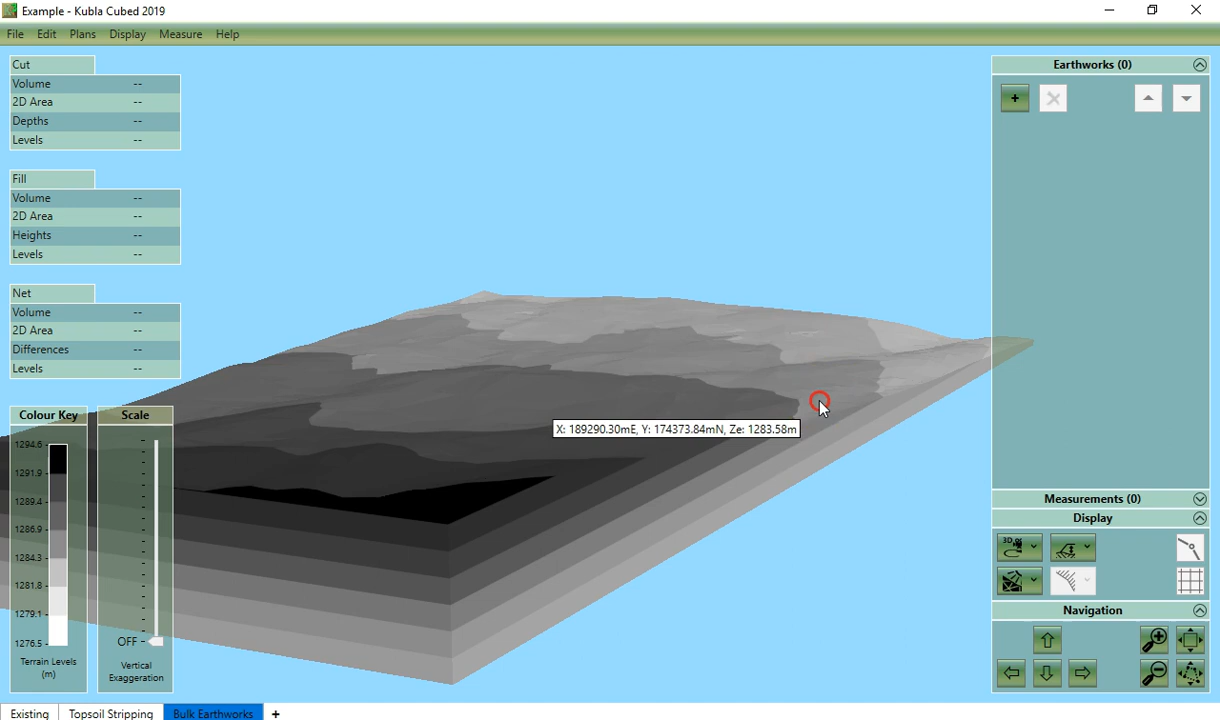 Example - Kubla Cubed 2019
File Edit Plans Display Measure Help
Cut
Volume --
2D Area --
Depths --
Levels --
Fill
Volume --
2D Area --
Heights --
Levels --
Net
Volume --
2D Area --
Differences --
Levels --
Colour Key
1294.6
1291.9
1289.4
1286.9
1284.3
1281.8
1279.1
1276.5
Terrain Levels
(m)
Scale
OFF
Vertical
Exaggeration
X: 189290.30mE, Y: 174373.84mN, Ze: 1283.58m
Earthworks (0)
+
Measurements (0)
Display
3D
Navigation
Existing Topsoil Stripping Bulk Earthworks +